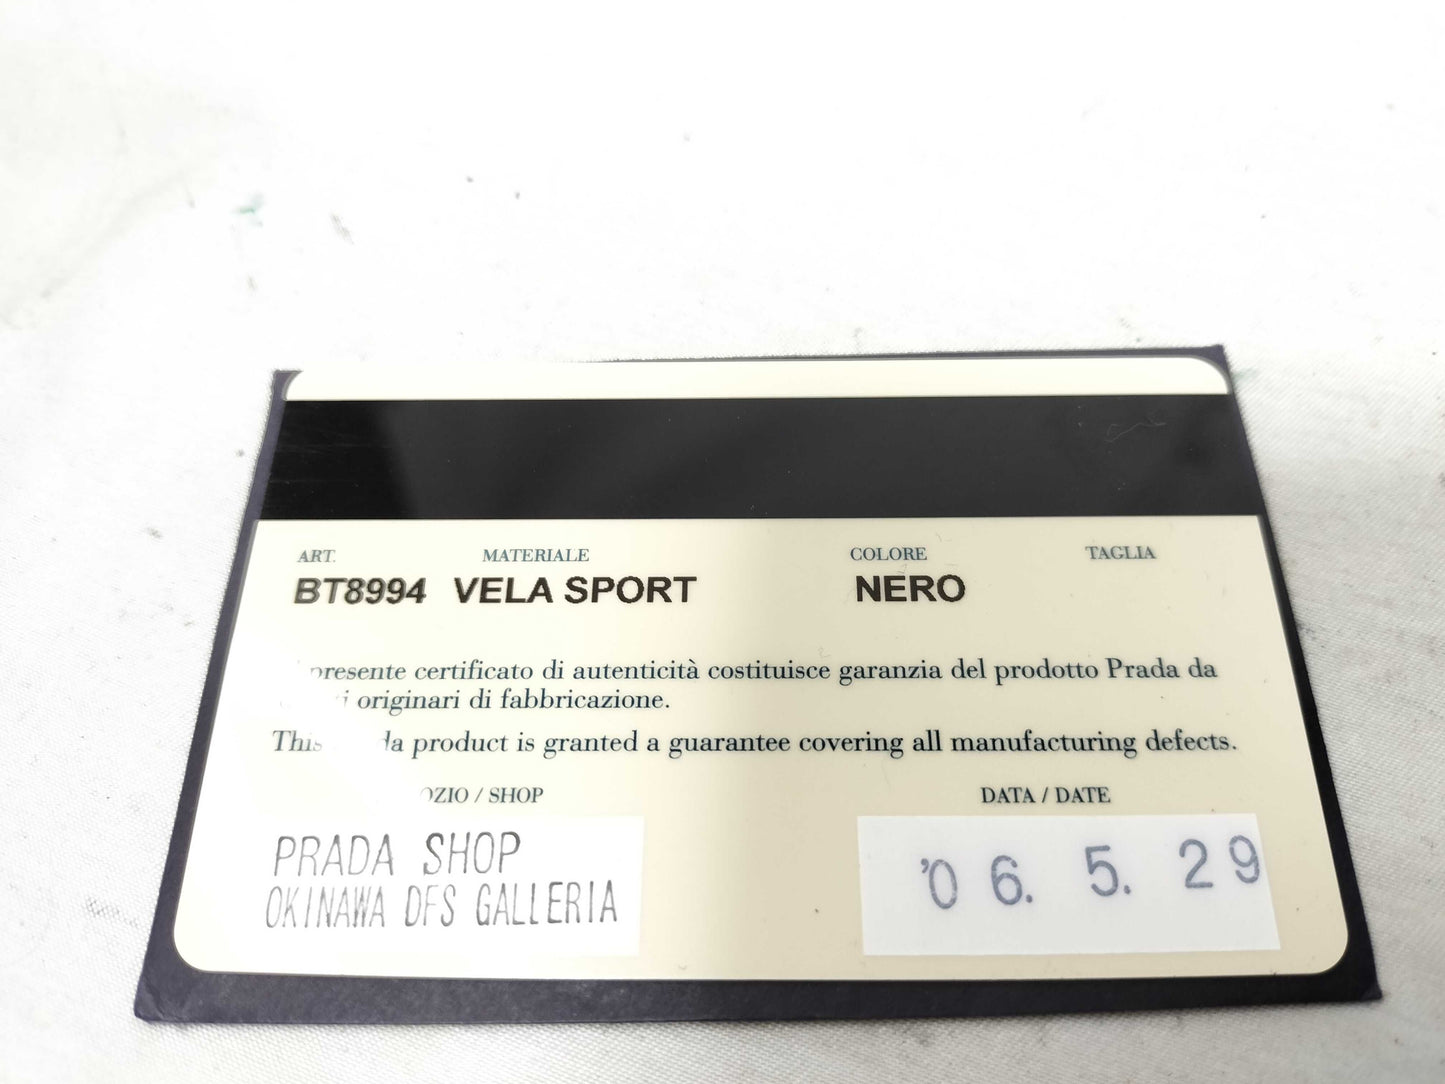 ART. MATERIALE COLORE TAGLIA
BT8994 VELA SPORT NERO
presente certificato di autenticità costituisce garanzia del prodotto Prada da
originari di fabbricazione.
This product is granted a guarantee covering all manufacturing defects.
OZIO / SHOP DATA / DATE
PRADA SHOP
OKINAWA DFS GALLERIA
'06. 5. 29